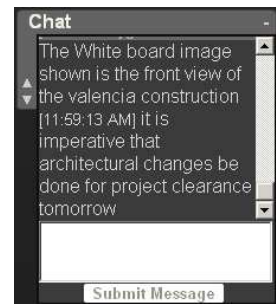 Chat -
The White board image
shown is the front view of
the valencia construction
[11:59:13 AM] it is
imperative that
architectural changes be
done for project clearance
tomorrow
Submit Message